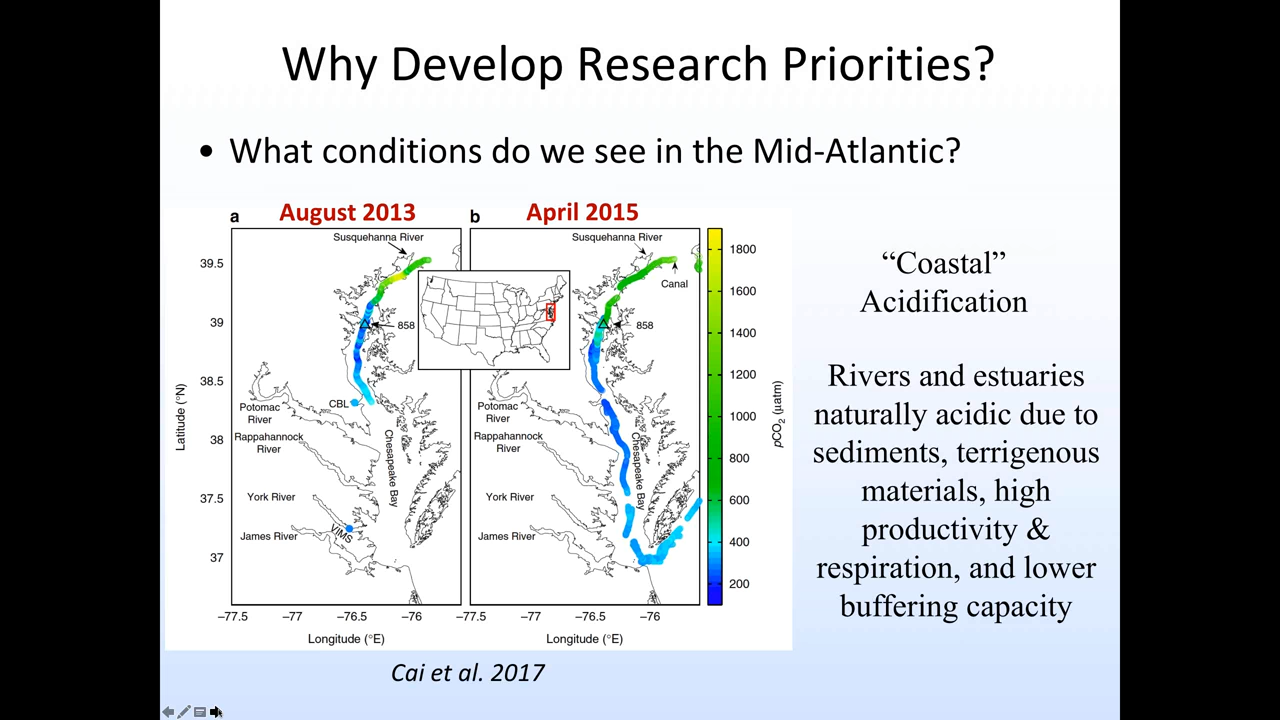 Why Develop Research Priorities?
• What conditions do we see in the Mid-Atlantic?
a August 2013
b April 2015
Susquehanna River
858
CBL
Potomac
River
Rappahannock
River
Chesapeake Bay
York River
VIMS
James River
39.5
39
38.5
38
37.5
37
Latitude (°N)
−77.5 −77 −76.5 −76
Longitude (°E)
Susquehanna River
Canal
858
Potomac
River
Rappahannock
River
Chesapeake Bay
York River
James River
−77.5 −77 −76.5 −76
Longitude (°E)
1800
1600
1400
1200
1000
800
600
400
200
pCO₂ (µatm)
“Coastal”
Acidification
Rivers and estuaries
naturally acidic due to
sediments, terrigenous
materials, high
productivity &
respiration, and lower
buffering capacity
Cai et al. 2017